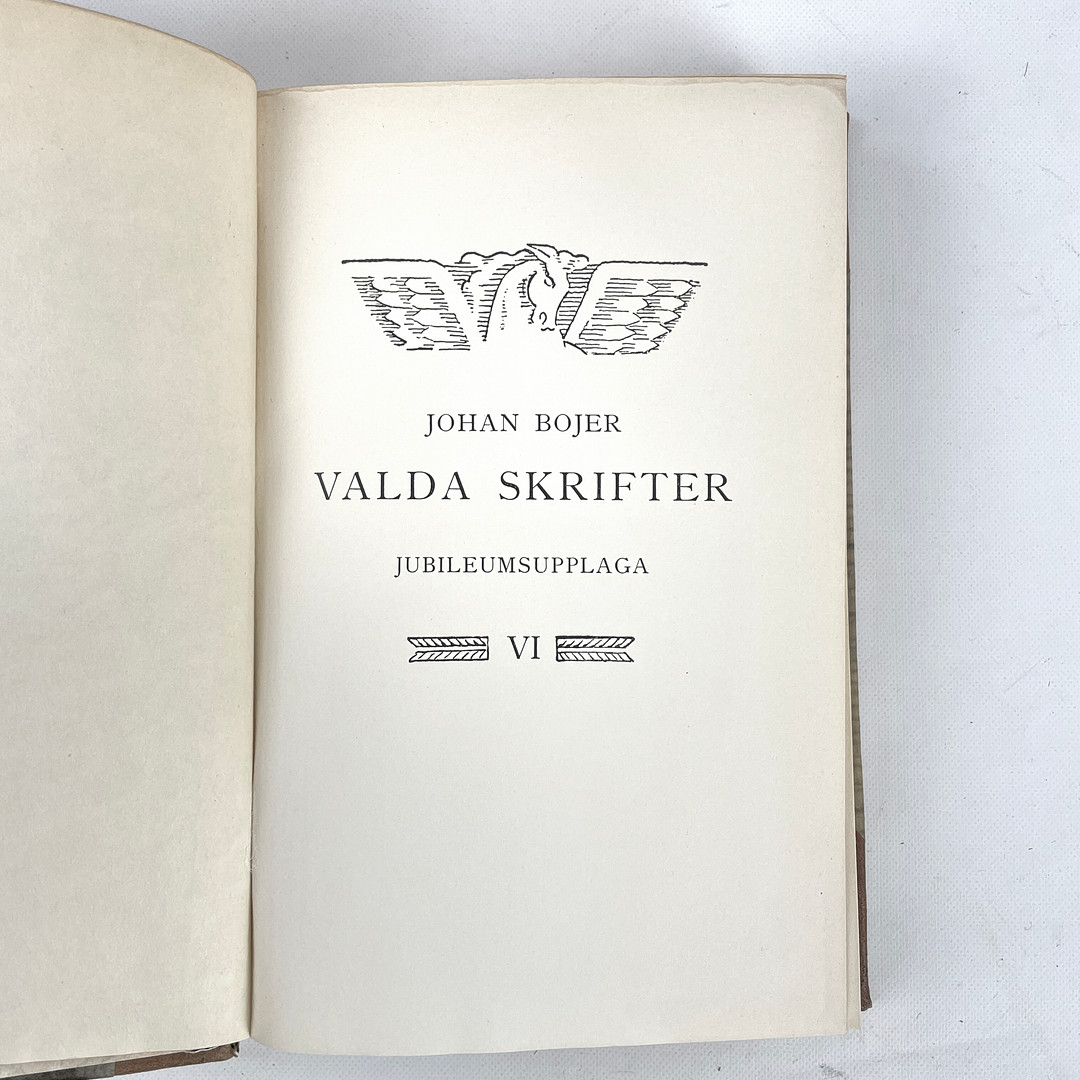 JOHAN BOJER
VALDA SKRIFTER
JUBILEUMSUPPLAGA
VI